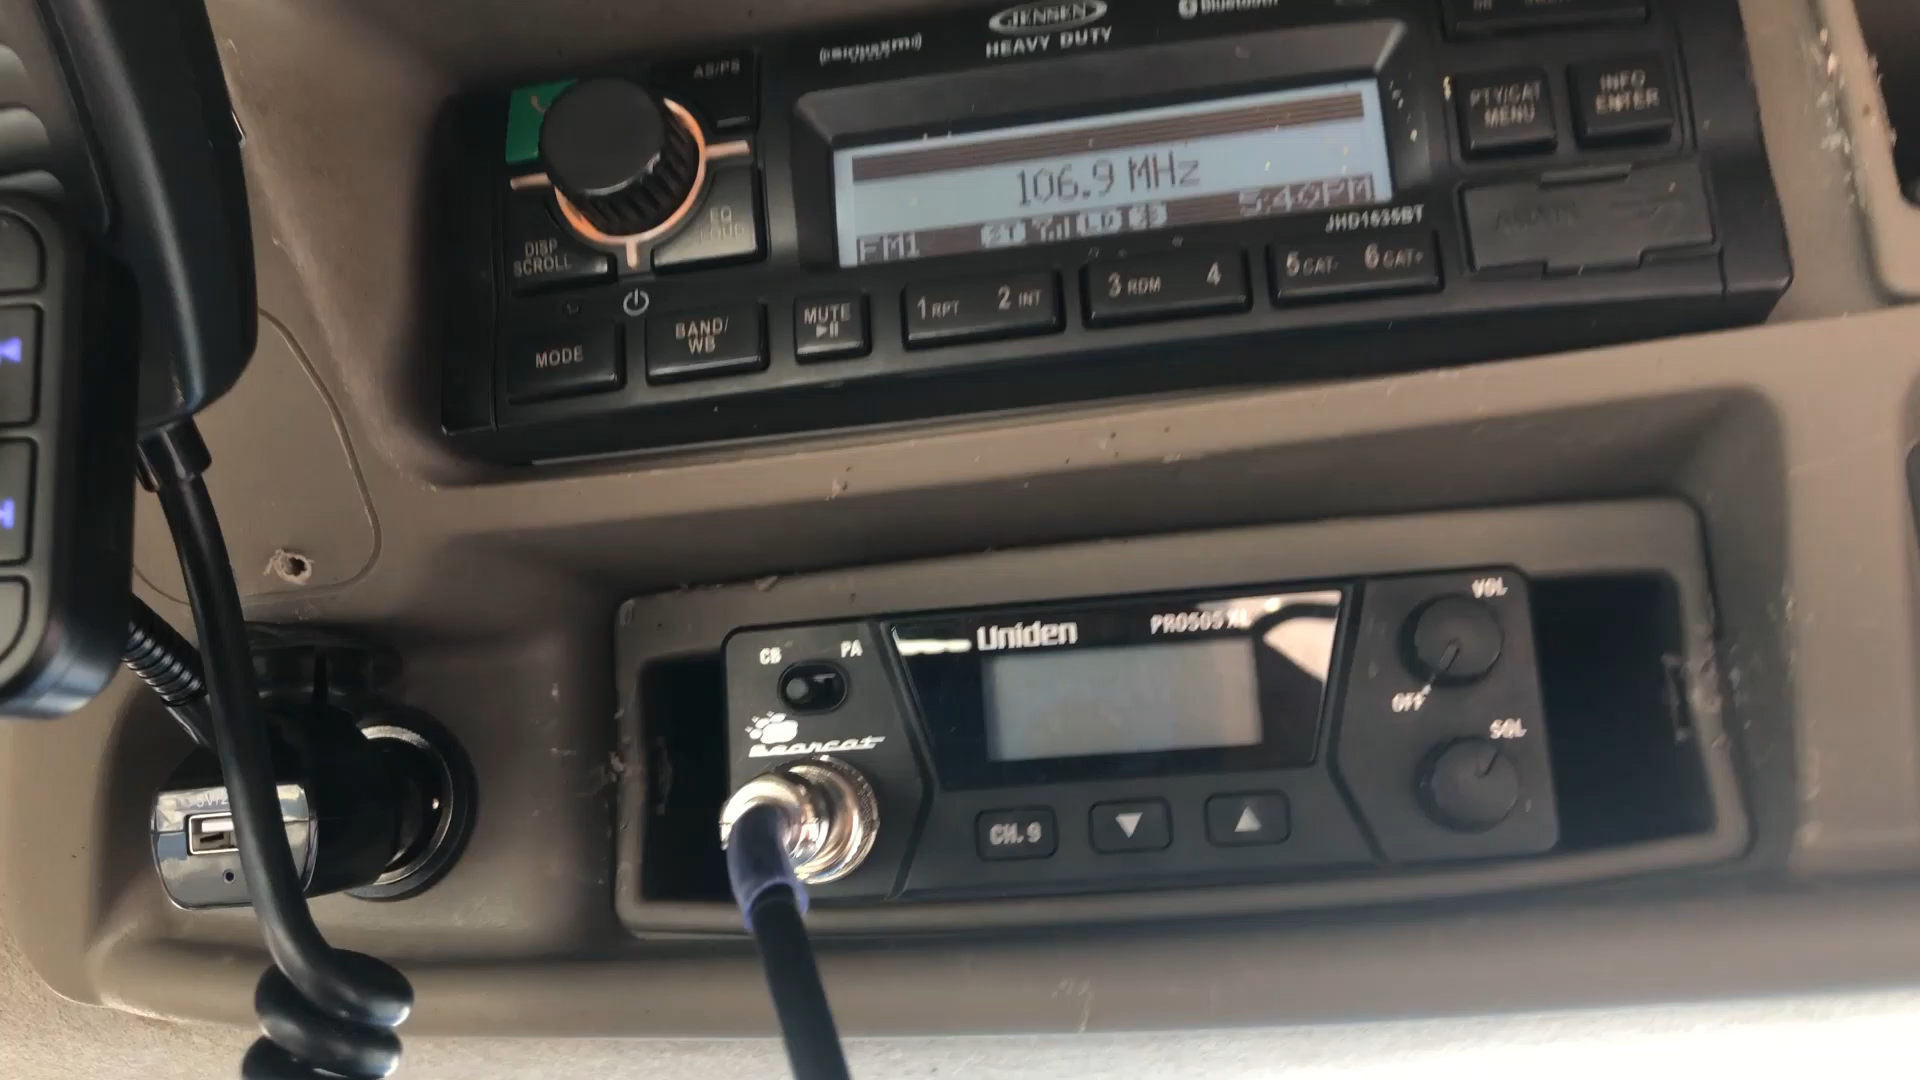 JENSEN
HEAVY DUTY
Bluetooth
(((SiriusXM)))
AS/PS
PTY/CAT
MENU
INFO
ENTER
106.9 MHz
FM1
5:40PM
JHD1635BT
DISP
SCROLL
EQ
LOUD
MODE
BAND/
WB
MUTE
1 RPT
2 INT
3 RDM
4
5 CAT-
6 CAT+
CB
PA
Uniden
PRO505XL
VOL
OFF
SQL
Bearcat
CH. 9